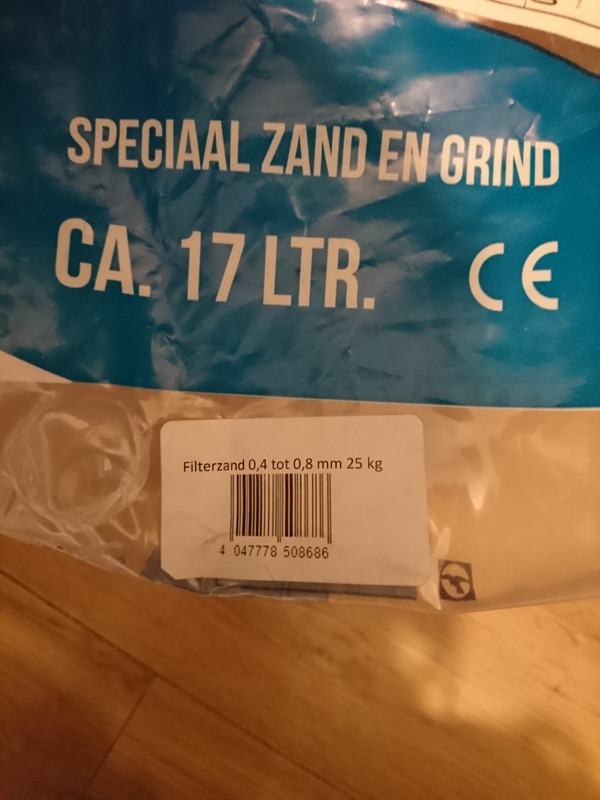 SPECIAAL ZAND EN GRIND
CA. 17 LTR.
CE
Filterzand 0,4 tot 0,8 mm 25 kg
4 047778 508686